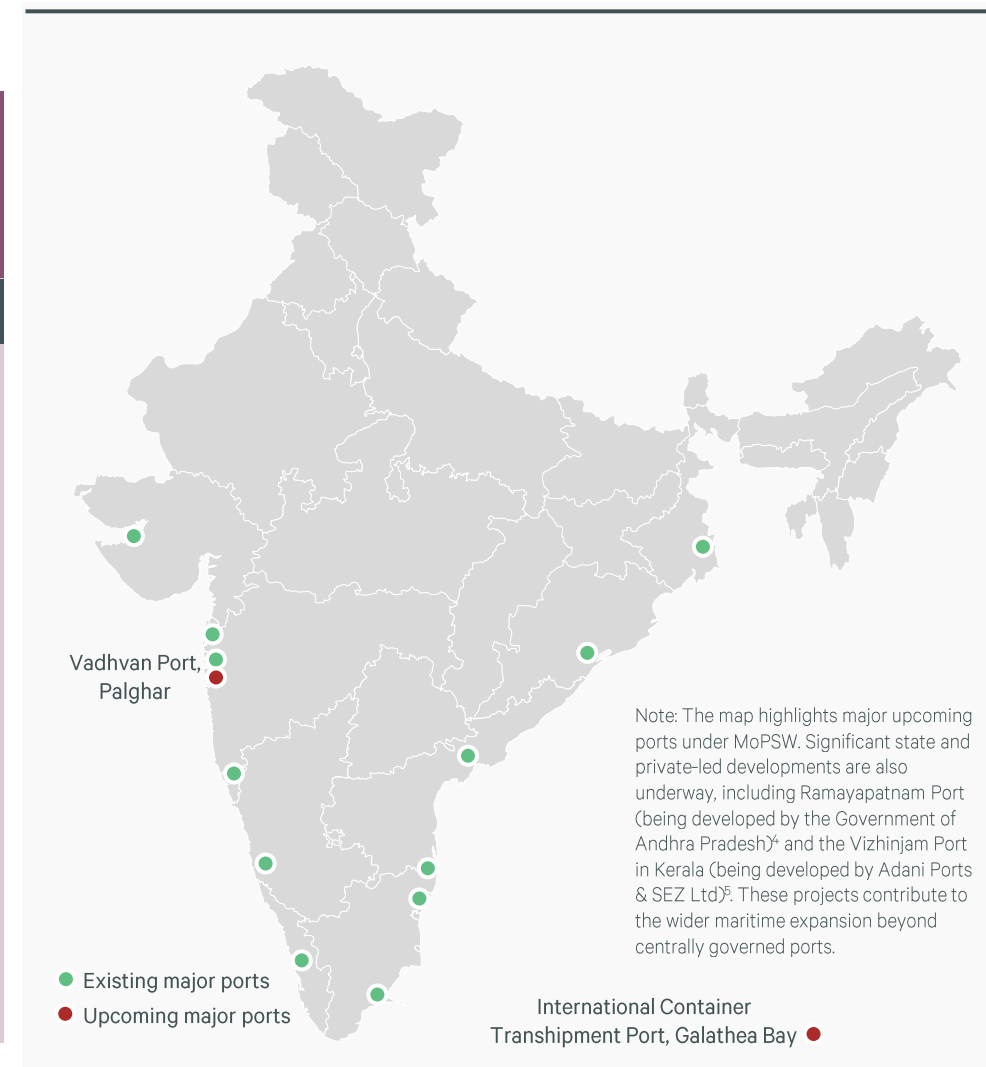 Vadhvan Port,
Palghar
Note: The map highlights major upcoming
ports under MoPSW. Significant state and
private-led developments are also
underway, including Ramayapatnam Port
(being developed by the Government of
Andhra Pradesh)⁴ and the Vizhinjam Port
in Kerala (being developed by Adani Ports
& SEZ Ltd)⁵. These projects contribute to
the wider maritime expansion beyond
centrally governed ports.
Existing major ports
Upcoming major ports
International Container
Transhipment Port, Galathea Bay